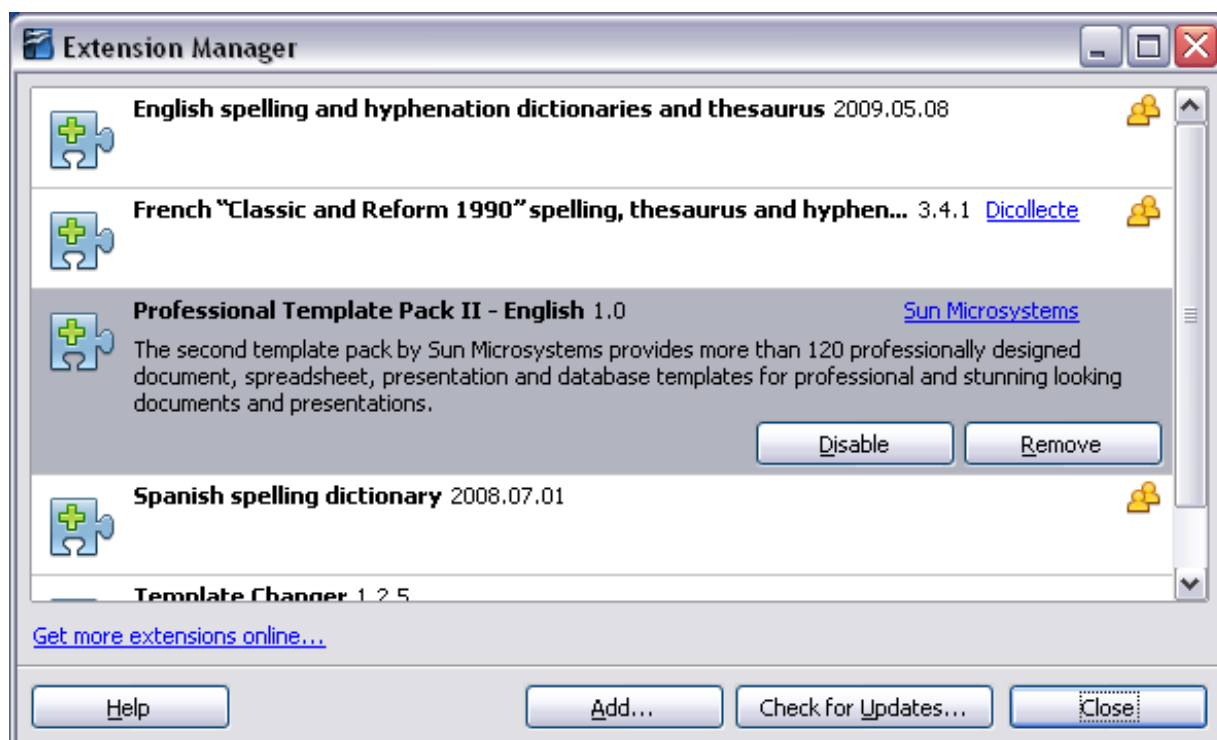 Extension Manager
English spelling and hyphenation dictionaries and thesaurus 2009.05.08
French "Classic and Reform 1990" spelling, thesaurus and hyphen... 3.4.1 Dicollecte
Professional Template Pack II - English 1.0 Sun Microsystems
The second template pack by Sun Microsystems provides more than 120 professionally designed
document, spreadsheet, presentation and database templates for professional and stunning looking
documents and presentations.
Disable Remove
Spanish spelling dictionary 2008.07.01
Template Changer 1.2.5
Get more extensions online...
Help Add... Check for Updates... Close